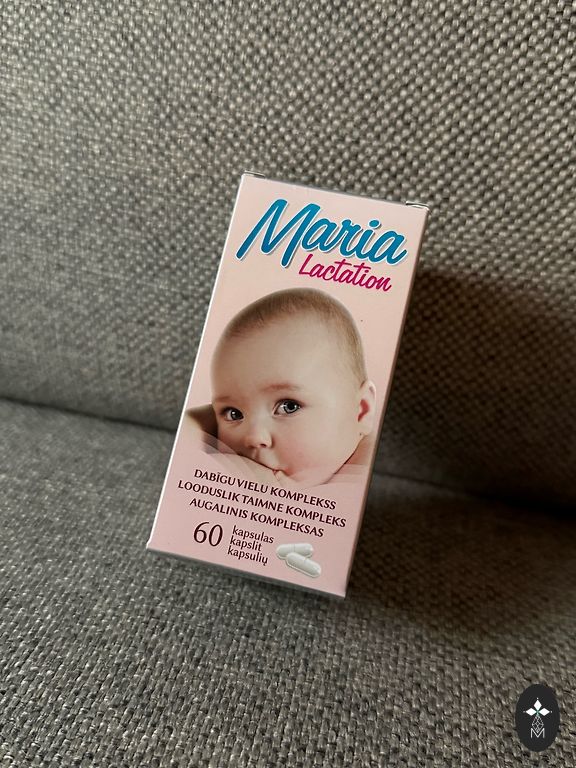 Maria
Lactation
DABĪGU VIELU KOMPLEKSS
LOODUSLIK TAIMNE KOMPLEKS
AUGALINIS KOMPLEKSAS
60
kapsulas
kapslit
kapsulių
M